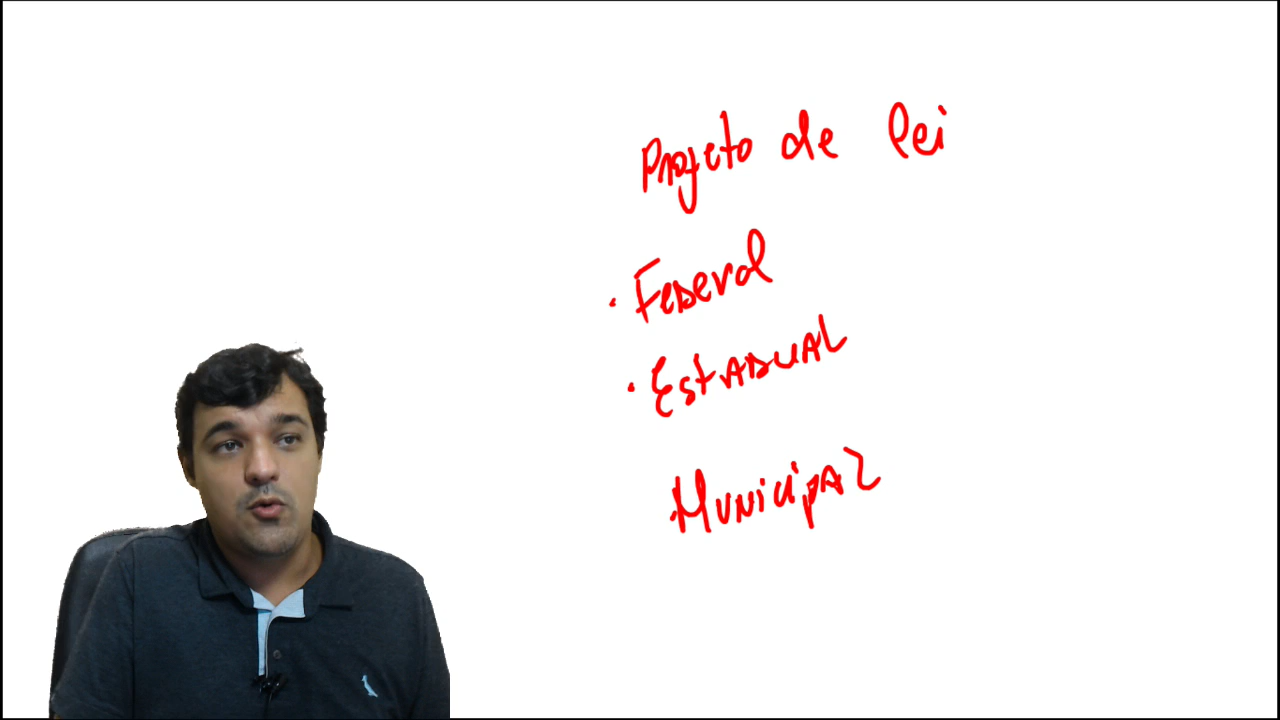 Projeto de lei
· Federal
· Estadual
Municipal